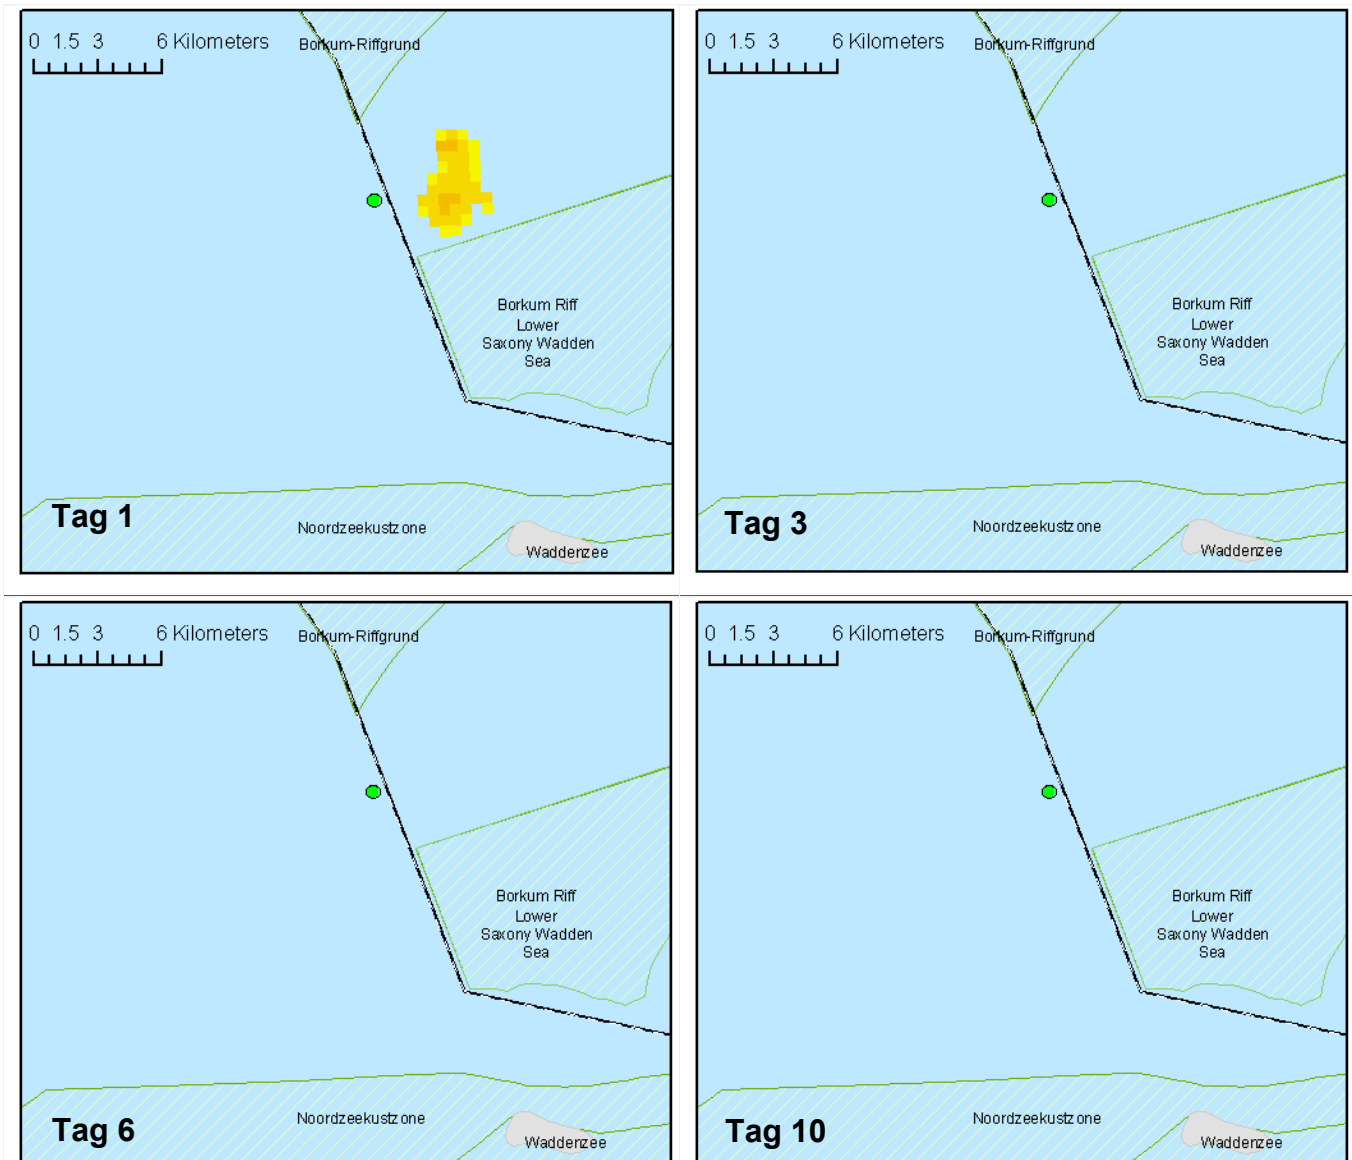 0 1.5 3 6 Kilometers
Borkum-Riffgrund
Borkum Riff
Lower
Saxony Wadden
Sea
Tag 1
Noordzeekustzone
Waddenzee
0 1.5 3 6 Kilometers
Borkum-Riffgrund
Borkum Riff
Lower
Saxony Wadden
Sea
Tag 3
Noordzeekustzone
Waddenzee
0 1.5 3 6 Kilometers
Borkum-Riffgrund
Borkum Riff
Lower
Saxony Wadden
Sea
Tag 6
Noordzeekustzone
Waddenzee
0 1.5 3 6 Kilometers
Borkum-Riffgrund
Borkum Riff
Lower
Saxony Wadden
Sea
Tag 10
Noordzeekustzone
Waddenzee